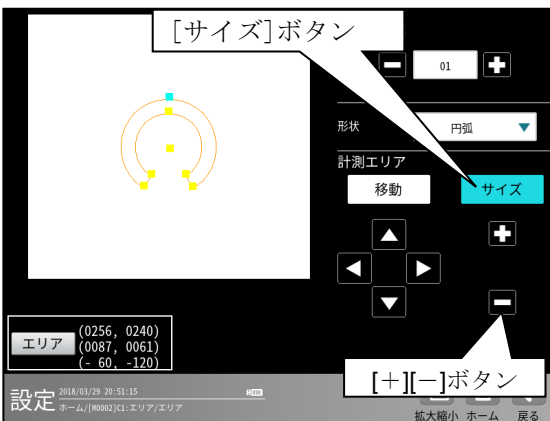 [サイズ]ボタン
01
形状
円弧
計測エリア
移動
サイズ
エリア
(0256, 0240)
(0087, 0061)
(- 60, -120)
[＋][－]ボタン
設定
2018/03/29 20:51:15
ホーム/[M0002]C1:エリア/エリア
拡大縮小 ホーム 戻る